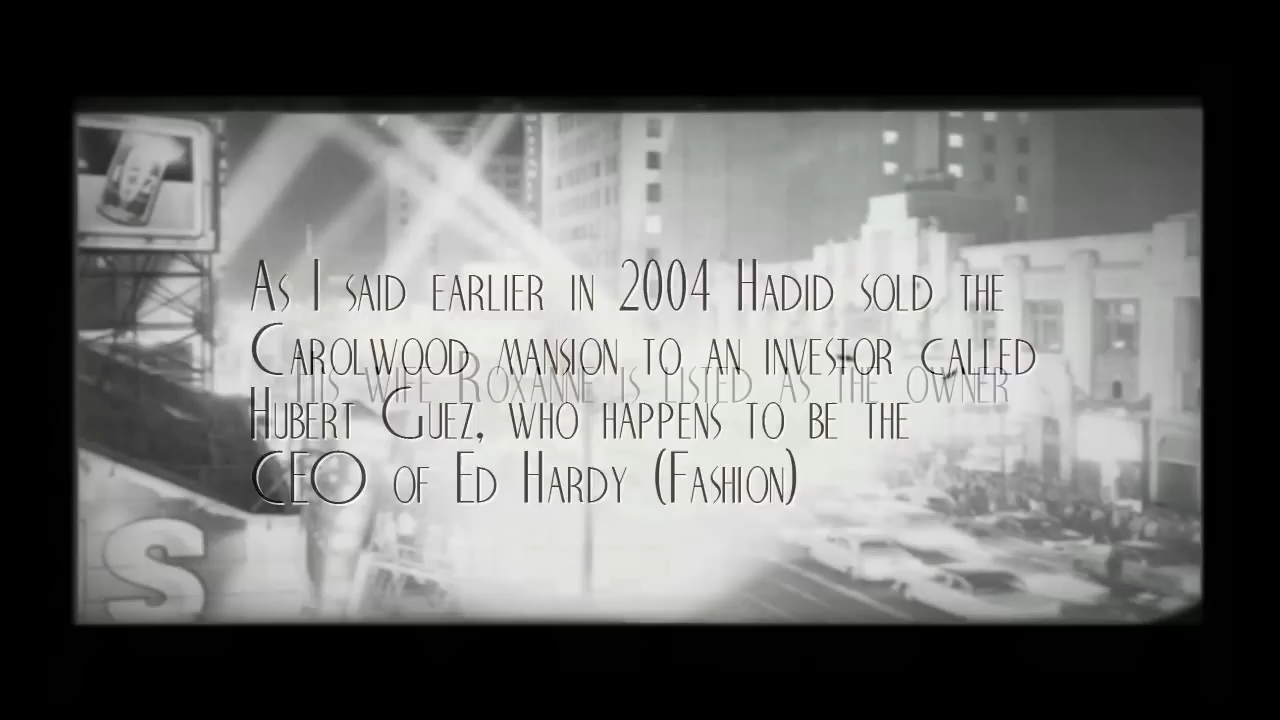 As I said earlier in 2004 Hadid sold the
Carolwood mansion to an investor called
His wife Roxanne is listed as the owner
Hubert Guez, who happens to be the
CEO of Ed Hardy (Fashion)
S